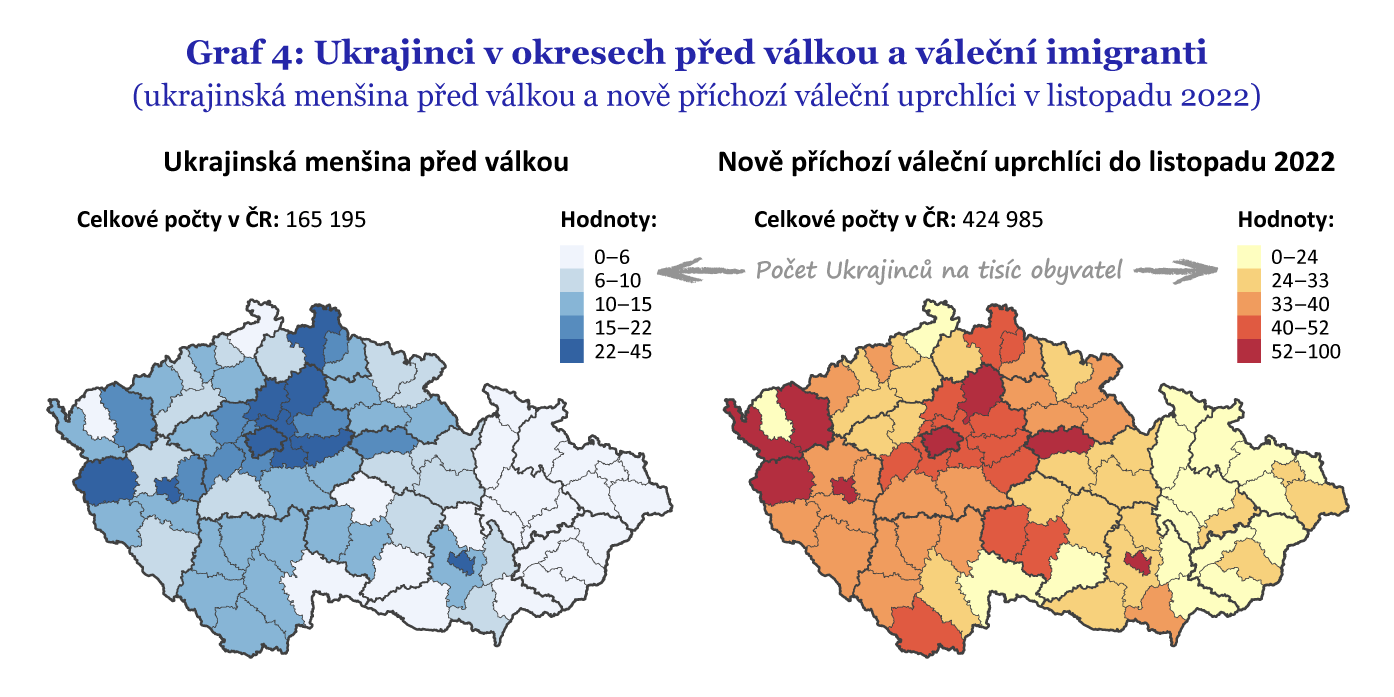 Graf 4: Ukrajinci v okresech před válkou a váleční imigranti
(ukrajinská menšina před válkou a nově příchozí váleční uprchlíci v listopadu 2022)
Ukrajinská menšina před válkou
Celkové počty v ČR: 165 195
Hodnoty:
0–6
6–10
10–15
15–22
22–45
Počet Ukrajinců na tisíc obyvatel
Nově příchozí váleční uprchlíci do listopadu 2022
Celkové počty v ČR: 424 985
Hodnoty:
0–24
24–33
33–40
40–52
52–100